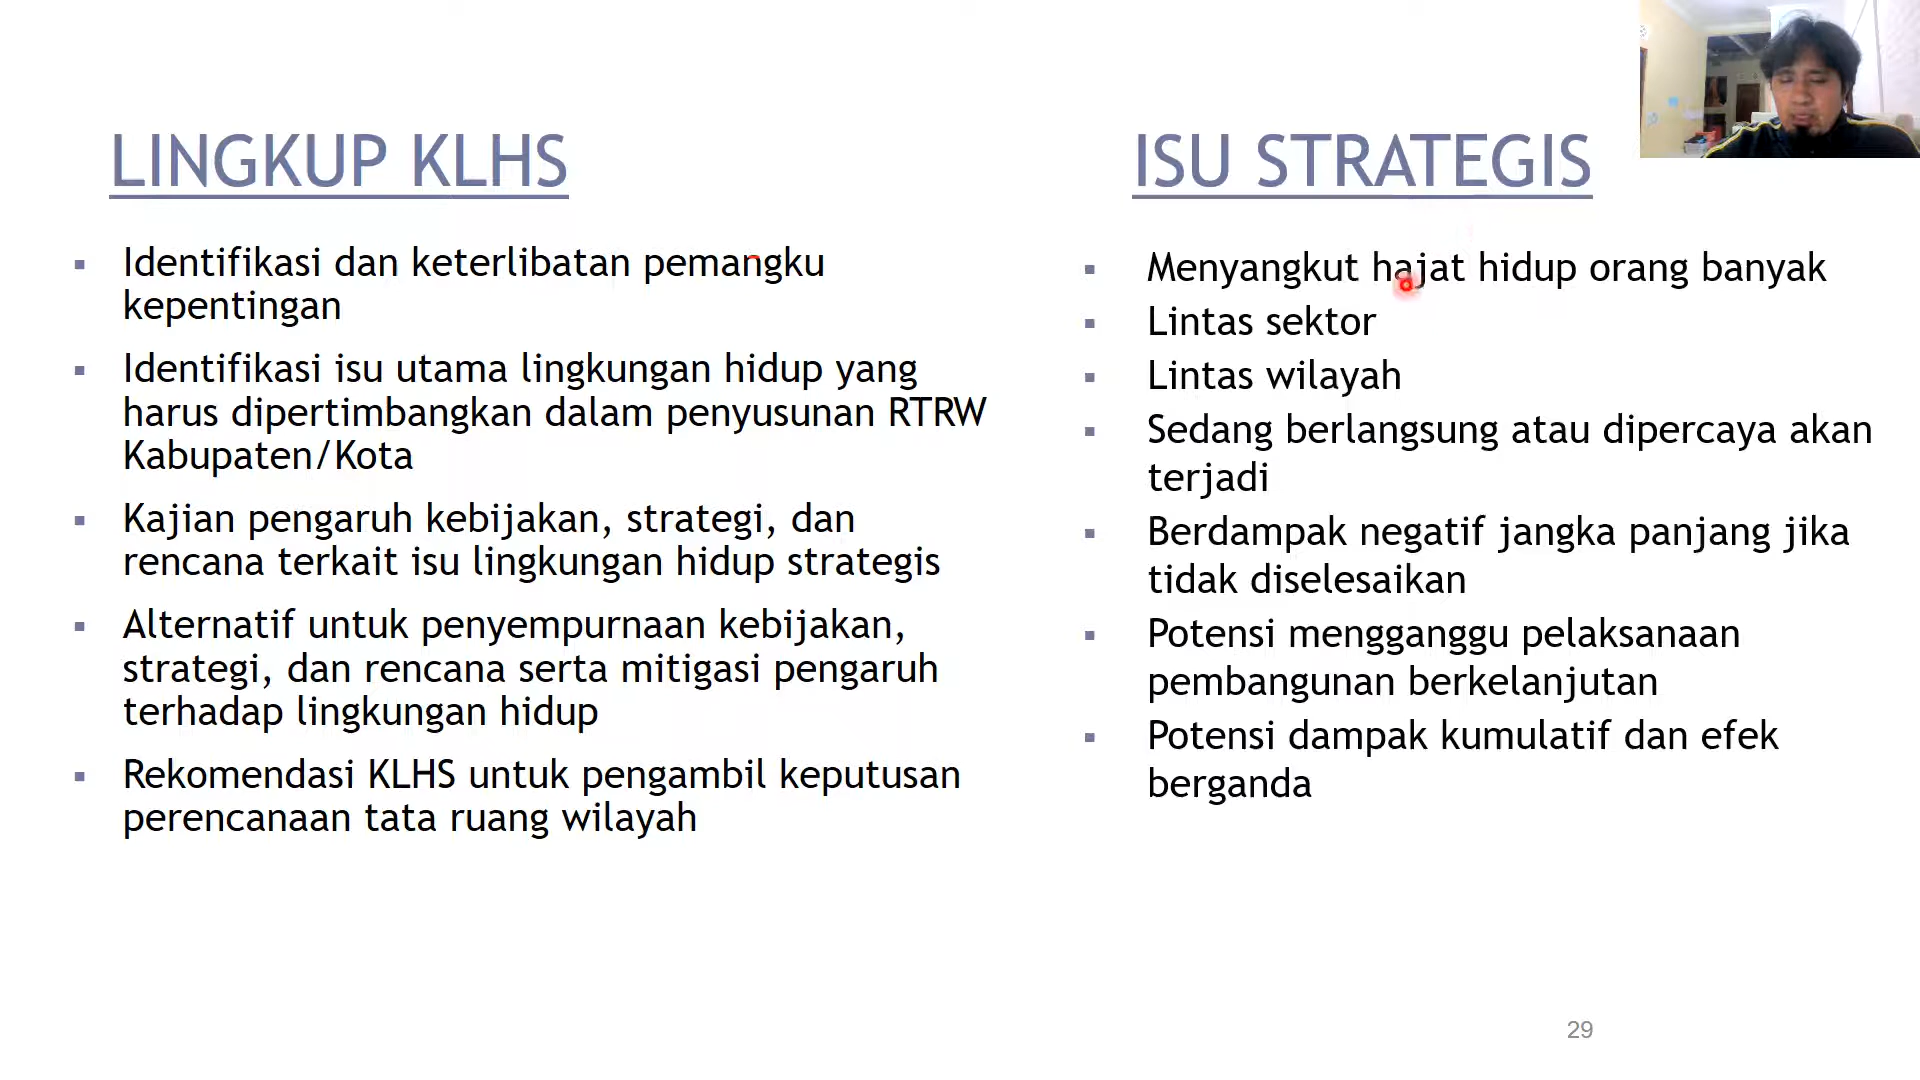 LINGKUP KLHS
Identifikasi dan keterlibatan pemangku
kepentingan
Identifikasi isu utama lingkungan hidup yang
harus dipertimbangkan dalam penyusunan RTRW
Kabupaten/Kota
Kajian pengaruh kebijakan, strategi, dan
rencana terkait isu lingkungan hidup strategis
Alternatif untuk penyempurnaan kebijakan,
strategi, dan rencana serta mitigasi pengaruh
terhadap lingkungan hidup
Rekomendasi KLHS untuk pengambil keputusan
perencanaan tata ruang wilayah
ISU STRATEGIS
Menyangkut hajat hidup orang banyak
Lintas sektor
Lintas wilayah
Sedang berlangsung atau dipercaya akan
terjadi
Berdampak negatif jangka panjang jika
tidak diselesaikan
Potensi mengganggu pelaksanaan
pembangunan berkelanjutan
Potensi dampak kumulatif dan efek
berganda
29